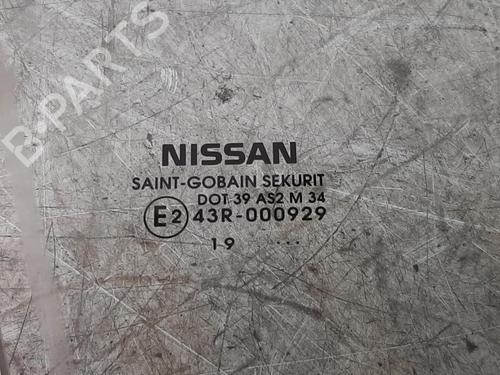 B-PARTS
NISSAN
SAINT-GOBAIN SEKURIT
DOT 39 AS2 M 34
E2 43R-000929
19 ...